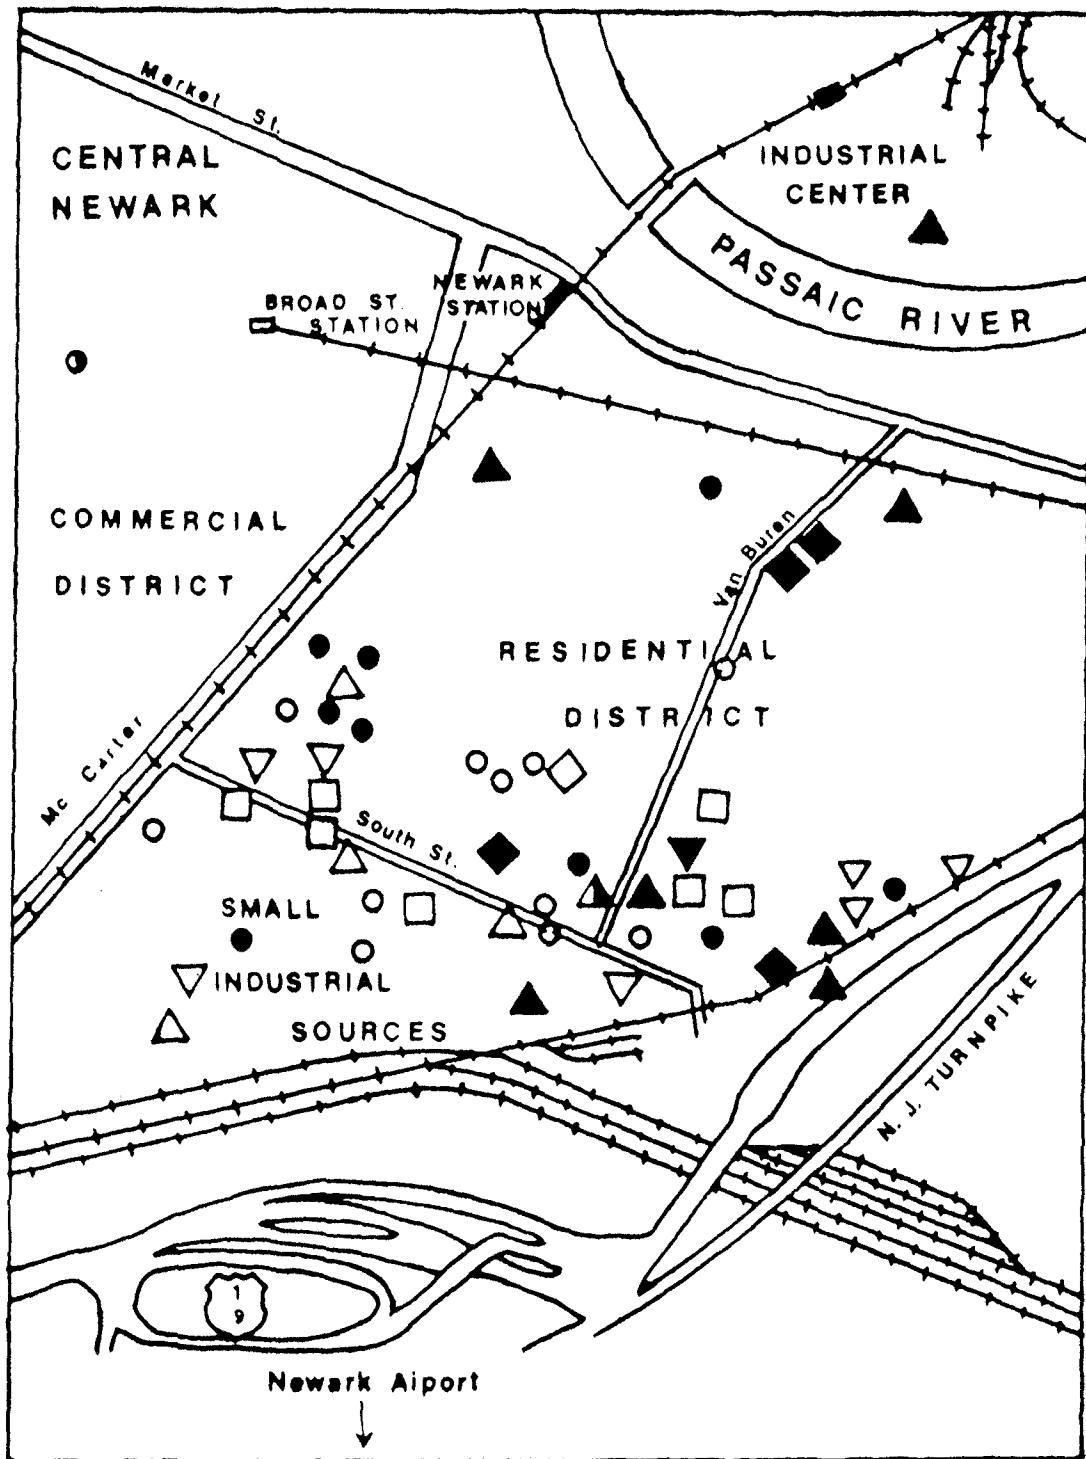 Market St.
CENTRAL
NEWARK
INDUSTRIAL
CENTER
PASSAIC RIVER
NEWARK
STATION
BROAD ST.
STATION
COMMERCIAL
DISTRICT
Van Buren
RESIDENTIAL
DISTRICT
Mc Carter
South St.
SMALL
INDUSTRIAL
SOURCES
N. J. TURNPIKE
1
9
Newark Aiport